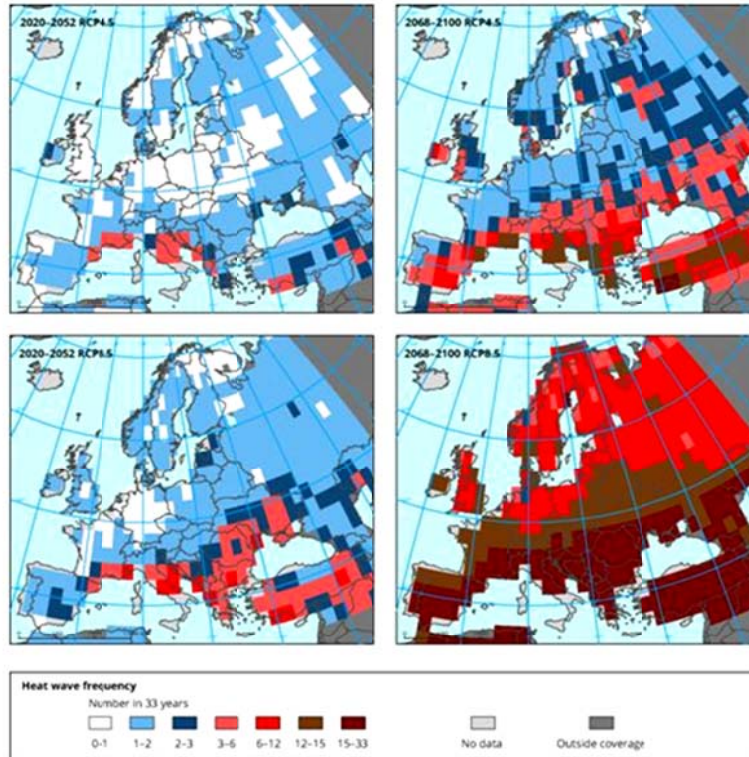 2020–2052 RCP4.5
2068–2100 RCP4.5
2020–2052 RCP8.5
2068–2100 RCP8.5
Heat wave frequency
Number in 33 years
0-1 1–2 2–3 3–6 6–12 12–15 15-33 No data Outside coverage